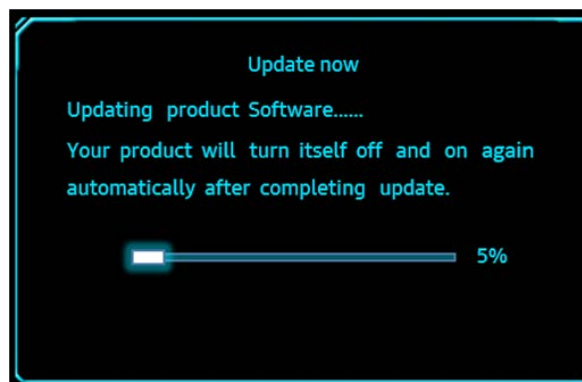 Update now
Updating product Software......
Your product will turn itself off and on again
automatically after completing update.
5%